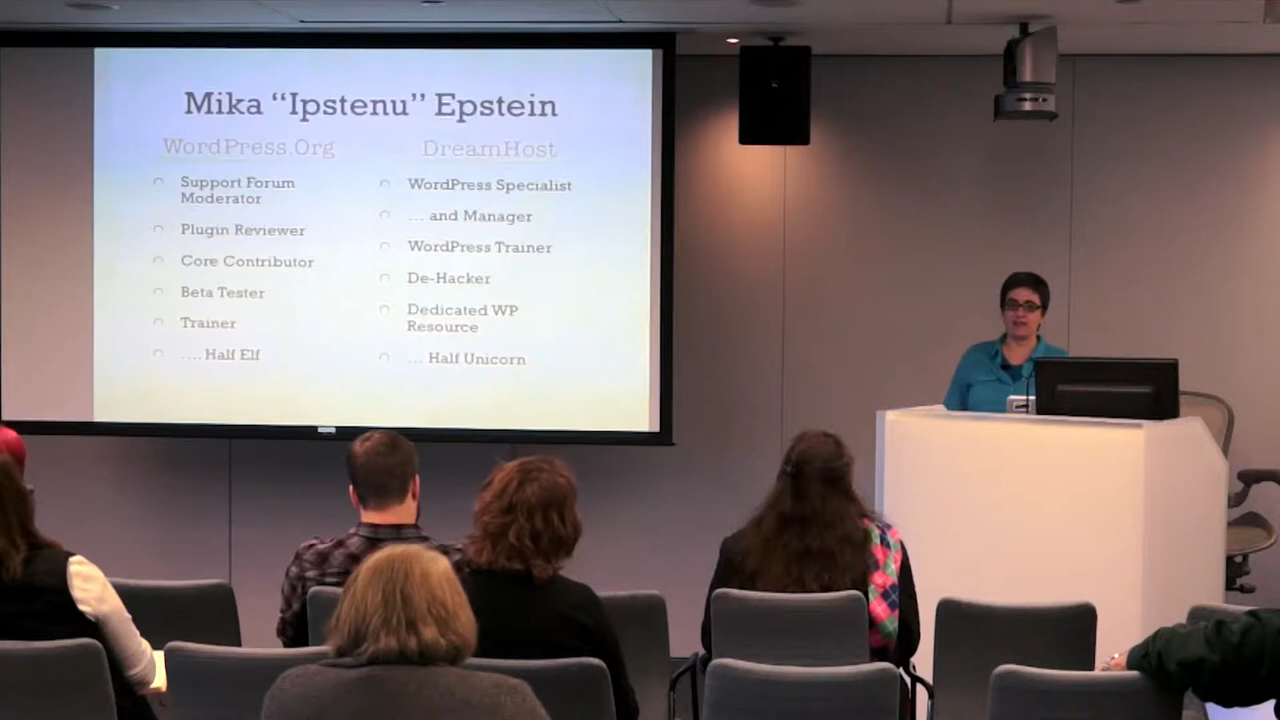 Mika “Ipstenu” Epstein
WordPress.Org
Support Forum
Moderator
Plugin Reviewer
Core Contributor
Beta Tester
Trainer
....Half Elf
DreamHost
WordPress Specialist
... and Manager
WordPress Trainer
De-Hacker
Dedicated WP
Resource
... Half Unicorn